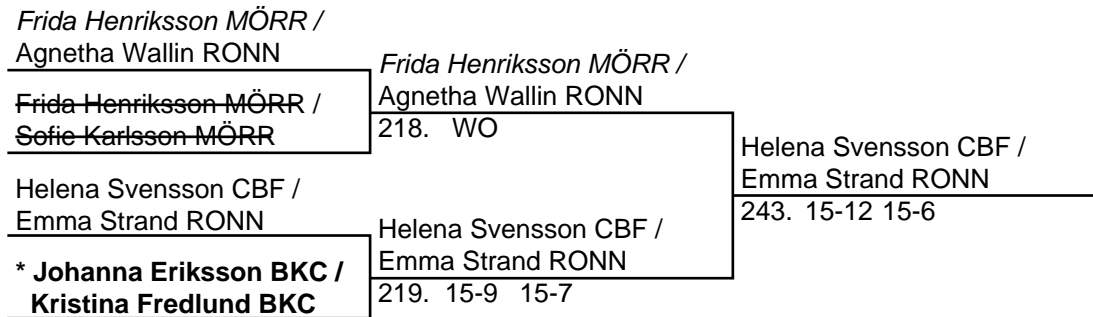 Frida Henriksson MÖRR /
Agnetha Wallin RONN
Frida Henriksson MÖRR /
Sofie Karlsson MÖRR
Helena Svensson CBF /
Emma Strand RONN
* Johanna Eriksson BKC /
Kristina Fredlund BKC
Frida Henriksson MÖRR /
Agnetha Wallin RONN
218. WO
Helena Svensson CBF /
Emma Strand RONN
219. 15-9 15-7
Helena Svensson CBF /
Emma Strand RONN
243. 15-12 15-6